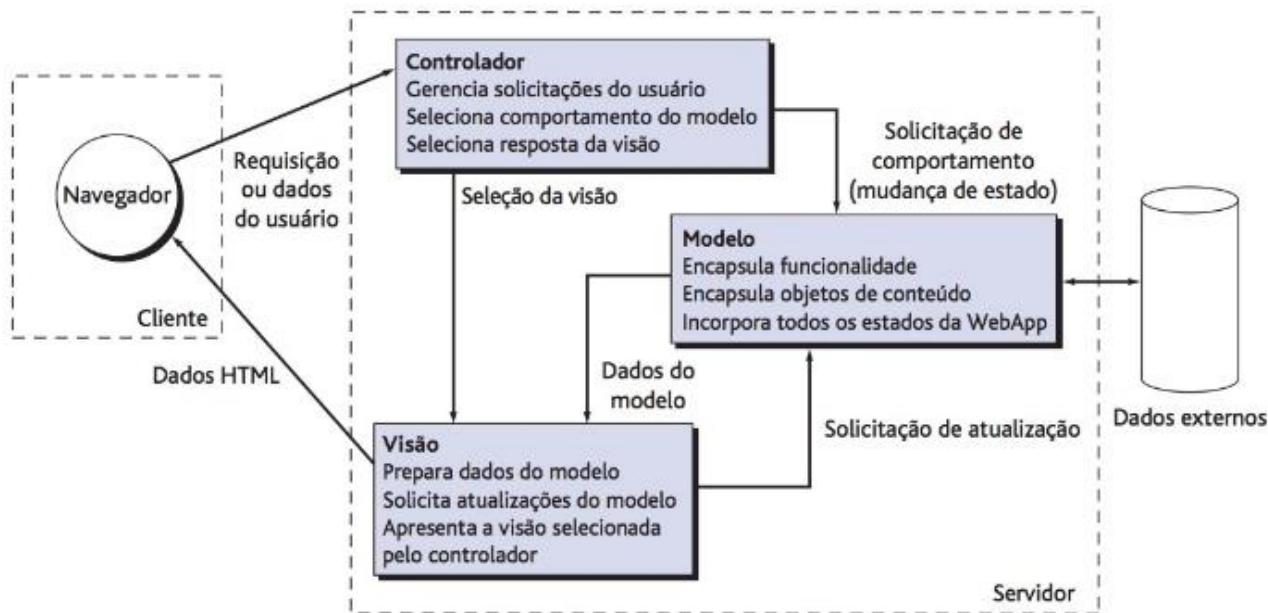 Controlador
Gerencia solicitações do usuário
Seleciona comportamento do modelo
Seleciona resposta da visão
Navegador
Cliente
Requisição
ou dados
do usuário
Seleção da visão
Solicitação de
comportamento
(mudança de estado)
Modelo
Encapsula funcionalidade
Encapsula objetos de conteúdo
Incorpora todos os estados da WebApp
Dados HTML
Dados do
modelo
Solicitação de atualização
Dados externos
Visão
Prepara dados do modelo
Solicita atualizações do modelo
Apresenta a visão selecionada
pelo controlador
Servidor